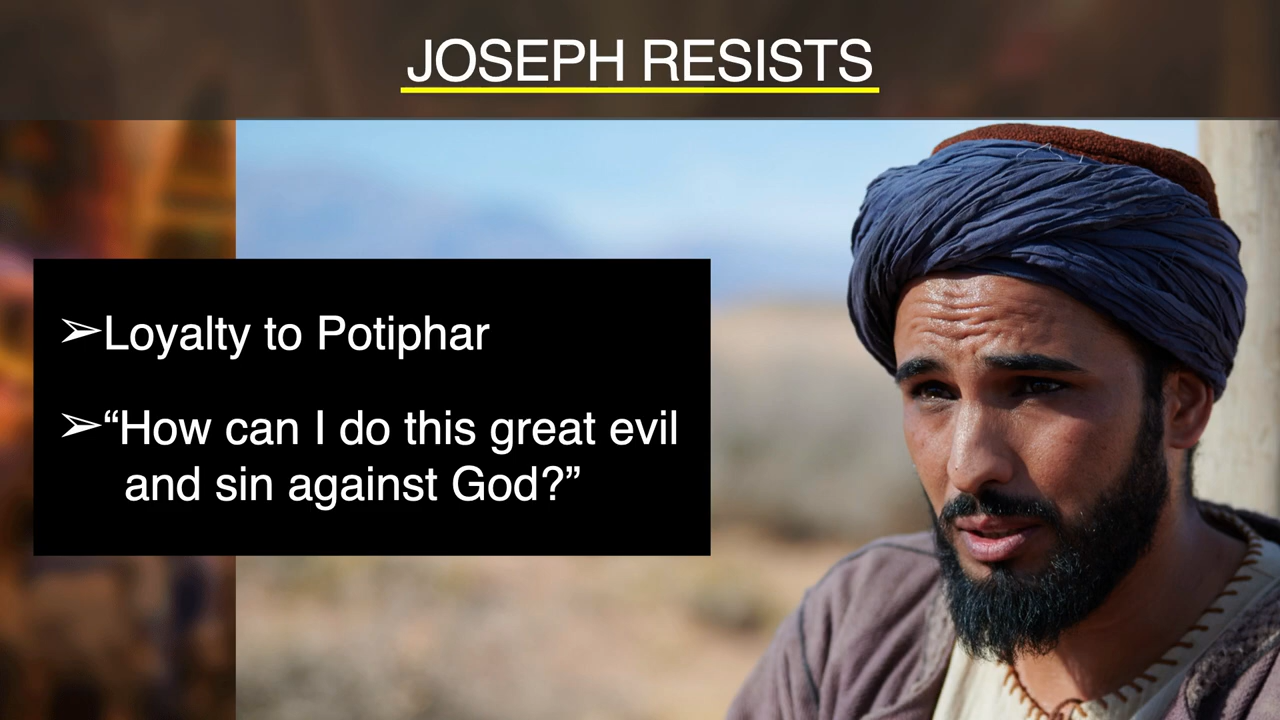 JOSEPH RESISTS
➢Loyalty to Potiphar
➢“How can I do this great evil
and sin against God?”